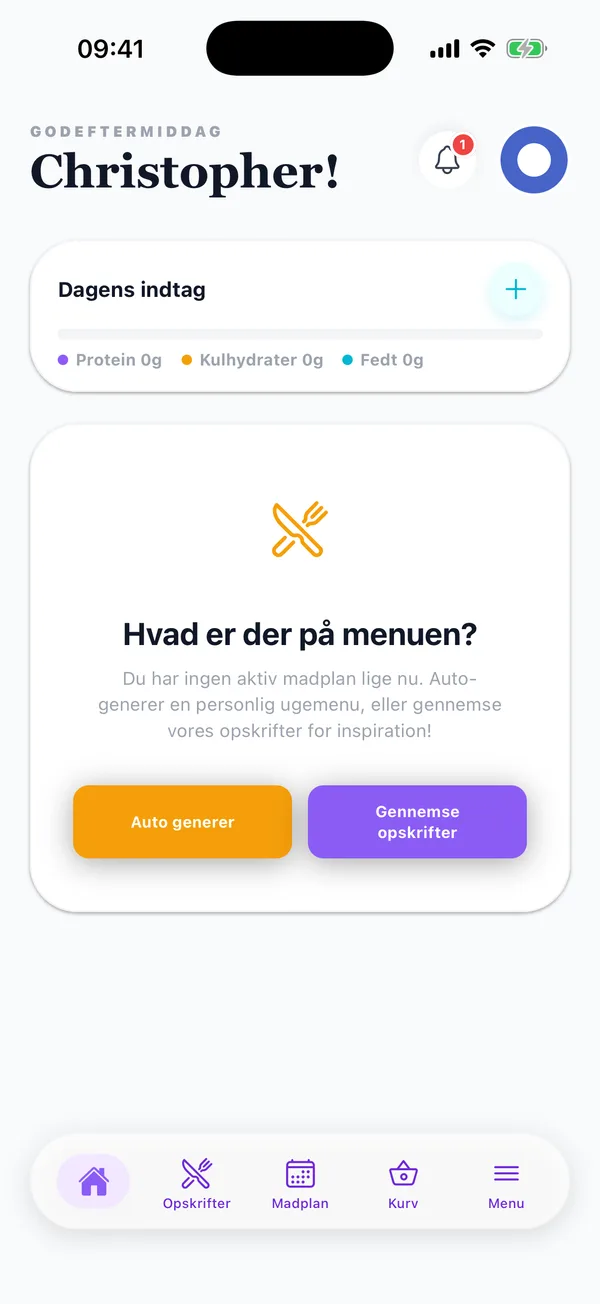 09:41
GODEFTERMIDDAG
Christopher!
1
Dagens indtag
Protein 0g
Kulhydrater 0g
Fedt 0g
Hvad er der på menuen?
Du har ingen aktiv madplan lige nu. Auto-
generer en personlig ugemenu, eller gennemse
vores opskrifter for inspiration!
Auto generer
Gennemse
opskrifter
Opskrifter
Madplan
Kurv
Menu